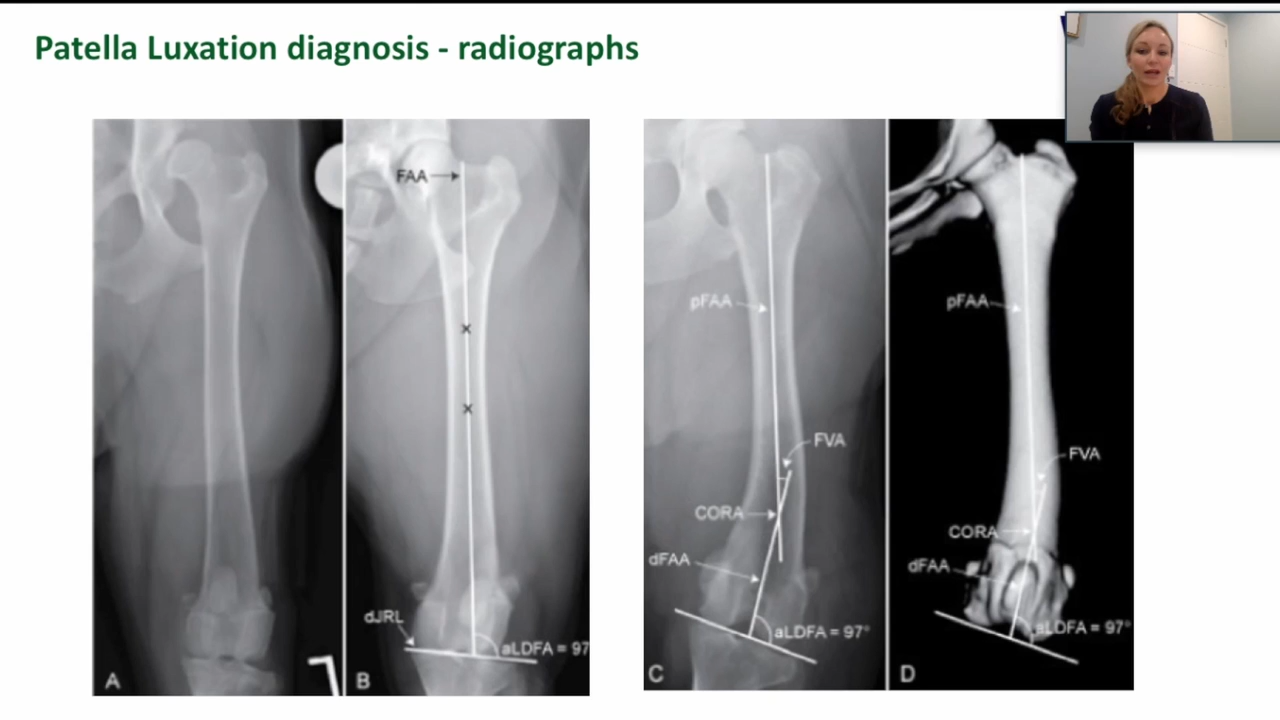 Patella Luxation diagnosis - radiographs
FAA
dJRL
aLDFA = 97
A
B
pFAA
FVA
CORA
dFAA
aLDFA = 97°
C
pFAA
FVA
CORA
dFAA
aLDFA = 97°
D